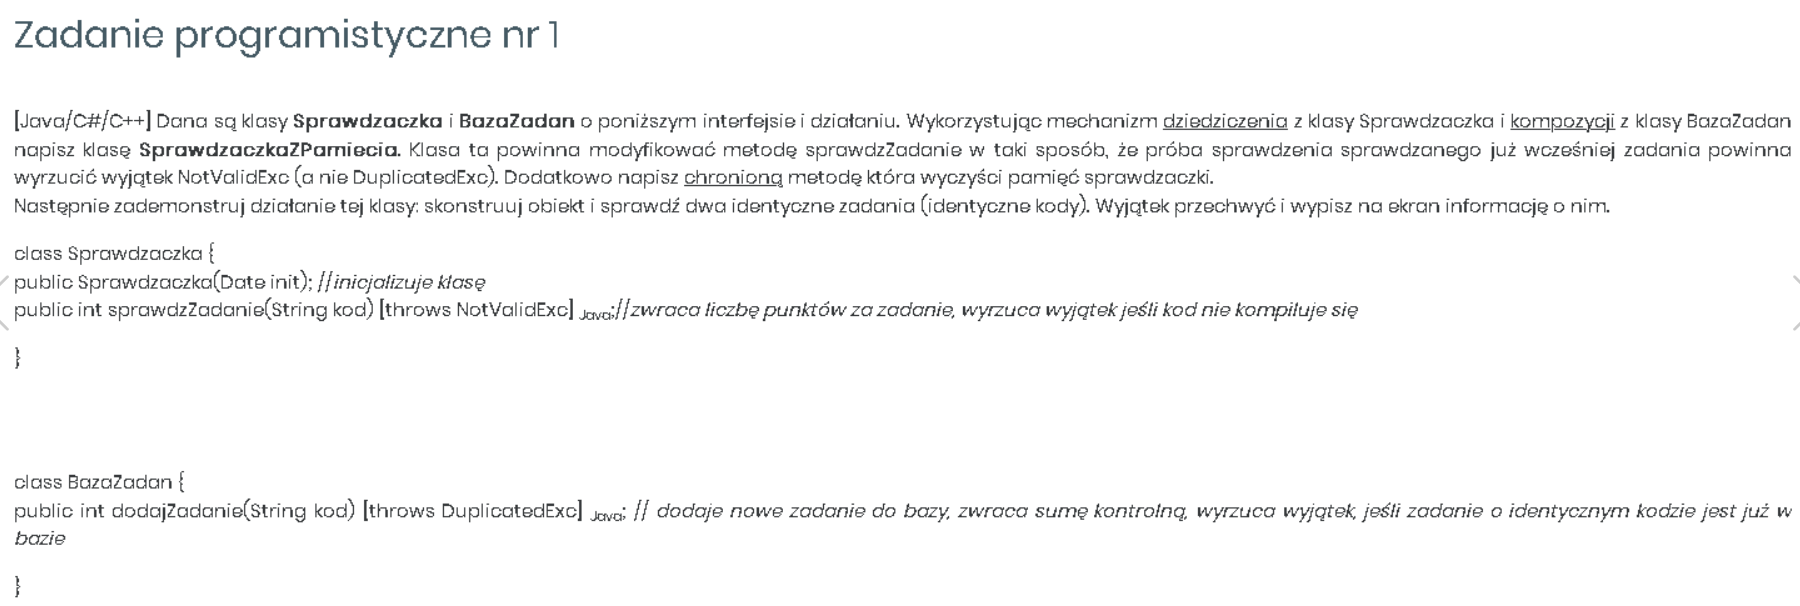 Zadanie programistyczne nr 1
[Java/C#/C++] Dana są klasy Sprawdzaczka i BazaZadan o poniższym interfejsie i działaniu. Wykorzystując mechanizm dziedziczenia z klasy Sprawdzaczka i kompozycji z klasy BazaZadan
napisz klasę SprawdzaczkaZPamiecia. Klasa ta powinna modyfikować metodę sprawdzZadanie w taki sposób, że próba sprawdzenia sprawdzanego już wcześniej zadania powinna
wyrzucić wyjątek NotValidExc (a nie DuplicatedExc). Dodatkowo napisz chronioną metodę która wyczyści pamięć sprawdzaczki.
Następnie zademonstruj działanie tej klasy: skonstruuj obiekt i sprawdź dwa identyczne zadania (identyczne kody). Wyjątek przechwyć i wypisz na ekran informację o nim.
class Sprawdzaczka {
public Sprawdzaczka(Date init); //inicjalizuje klasę
public int sprawdzZadanie(String kod) [throws NotValidExc] Java;//zwraca liczbę punktów za zadanie, wyrzuca wyjątek jeśli kod nie kompiluje się
}
class BazaZadan {
public int dodajZadanie(String kod) [throws DuplicatedExc] Java; // dodaje nowe zadanie do bazy, zwraca sumę kontrolną, wyrzuca wyjątek, jeśli zadanie o identycznym kodzie jest już w
bazie
}